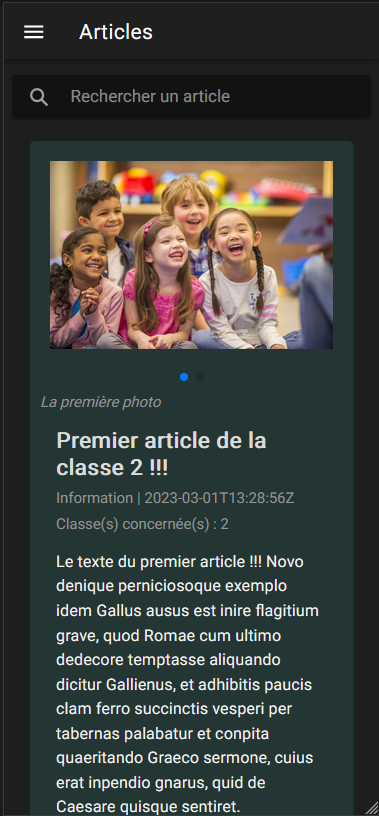 Articles
Rechercher un article
La première photo
Premier article de la
classe 2 !!!
Information | 2023-03-01T13:28:56Z
Classe(s) concernée(s) : 2
Le texte du premier article !!! Novo
denique perniciosoque exemplo
idem Gallus ausus est inire flagitium
grave, quod Romae cum ultimo
dedecore temptasse aliquando
dicitur Gallienus, et adhibitis paucis
clam ferro succinctis vesperi per
tabernas palabatur et conpita
quaeritando Graeco sermone, cuius
erat inpendio gnarus, quid de
Caesare quisque sentiret.